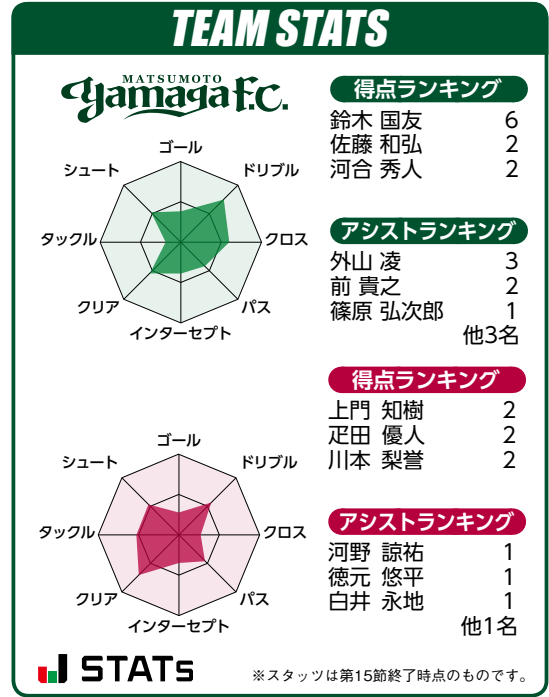 TEAM STATS
MATSUMOTO
Yamaga F.C.
ゴール
シュート
ドリブル
タックル
クロス
クリア
パス
インターセプト
得点ランキング
鈴木 国友 6
佐藤 和弘 2
河合 秀人 2
アシストランキング
外山 凌 3
前 貴之 2
篠原 弘次郎 1
他3名
ゴール
シュート
ドリブル
タックル
クロス
クリア
パス
インターセプト
得点ランキング
上門 知樹 2
疋田 優人 2
川本 梨誉 2
アシストランキング
河野 諒祐 1
徳元 悠平 1
白井 永地 1
他1名
J STATS
※スタッツは第15節終了時点のものです。